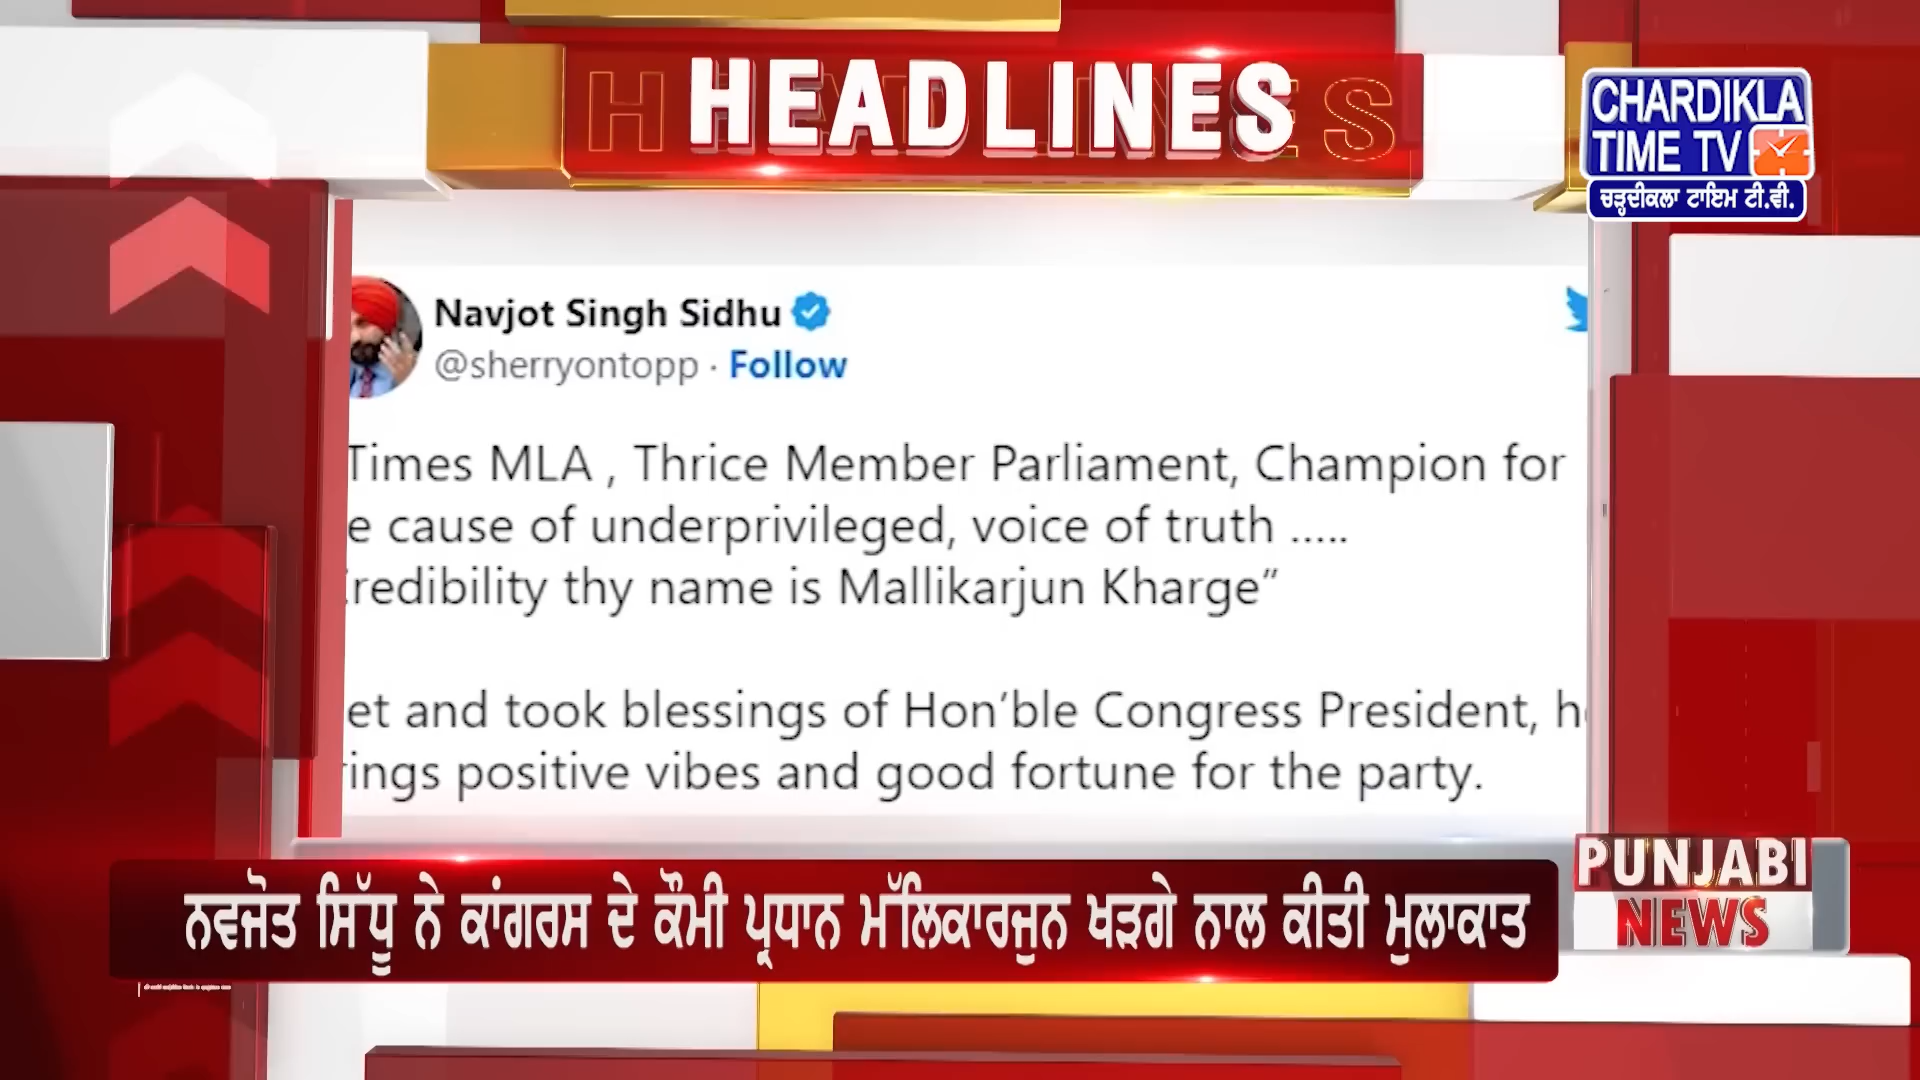 HEADLINES
CHARDIKLA
TIME TV
ਚੜ੍ਹਦੀਕਲਾ ਟਾਇਮ ਟੀ.ਵੀ.
Navjot Singh Sidhu
@sherryontopp · Follow
Times MLA , Thrice Member Parliament, Champion for
e cause of underprivileged, voice of truth .....
redibility thy name is Mallikarjun Kharge”
et and took blessings of Hon’ble Congress President, h
rings positive vibes and good fortune for the party.
ਨਵਜੋਤ ਸਿੱਧੂ ਨੇ ਕਾਂਗਰਸ ਦੇ ਕੌਮੀ ਪ੍ਰਧਾਨ ਮੱਲਿਕਾਰਜੁਨ ਖੜਗੇ ਨਾਲ ਕੀਤੀ ਮੁਲਾਕਾਤ
PUNJABI
NEWS